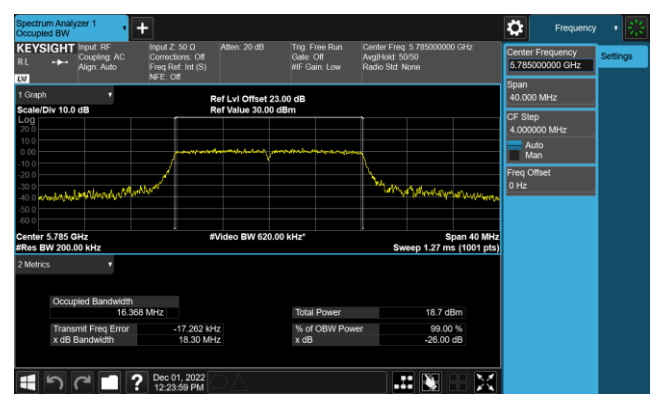 Spectrum Analyzer 1
Occupied BW
Frequency
KEYSIGHT
RL
LXI
Input: RF
Coupling: AC
Align: Auto
Input Z: 50 Ω
Corrections: Off
Freq Ref: Int (S)
NFE: Off
Atten: 20 dB
Trig: Free Run
Gate: Off
#IF Gain: Low
Center Freq: 5.785000000 GHz
Avg|Hold: 50/50
Radio Std: None
Center Frequency
5.785000000 GHz
Settings
Span
40.000 MHz
CF Step
4.000000 MHz
Auto
Man
Freq Offset
0 Hz
1 Graph
Scale/Div 10.0 dB
Ref Lvl Offset 23.00 dB
Ref Value 30.00 dBm
Log
20.0
10.0
0.00
-10.0
-20.0
-30.0
-40.0
-50.0
-60.0
Center 5.785 GHz
#Res BW 200.00 kHz
#Video BW 620.00 kHz*
Span 40 MHz
Sweep 1.27 ms (1001 pts)
2 Metrics
Occupied Bandwidth
16.368 MHz
Total Power 18.7 dBm
Transmit Freq Error -17.262 kHz
% of OBW Power 99.00 %
x dB Bandwidth 18.30 MHz
x dB -26.00 dB
?
Dec 01, 2022
12:23:59 PM